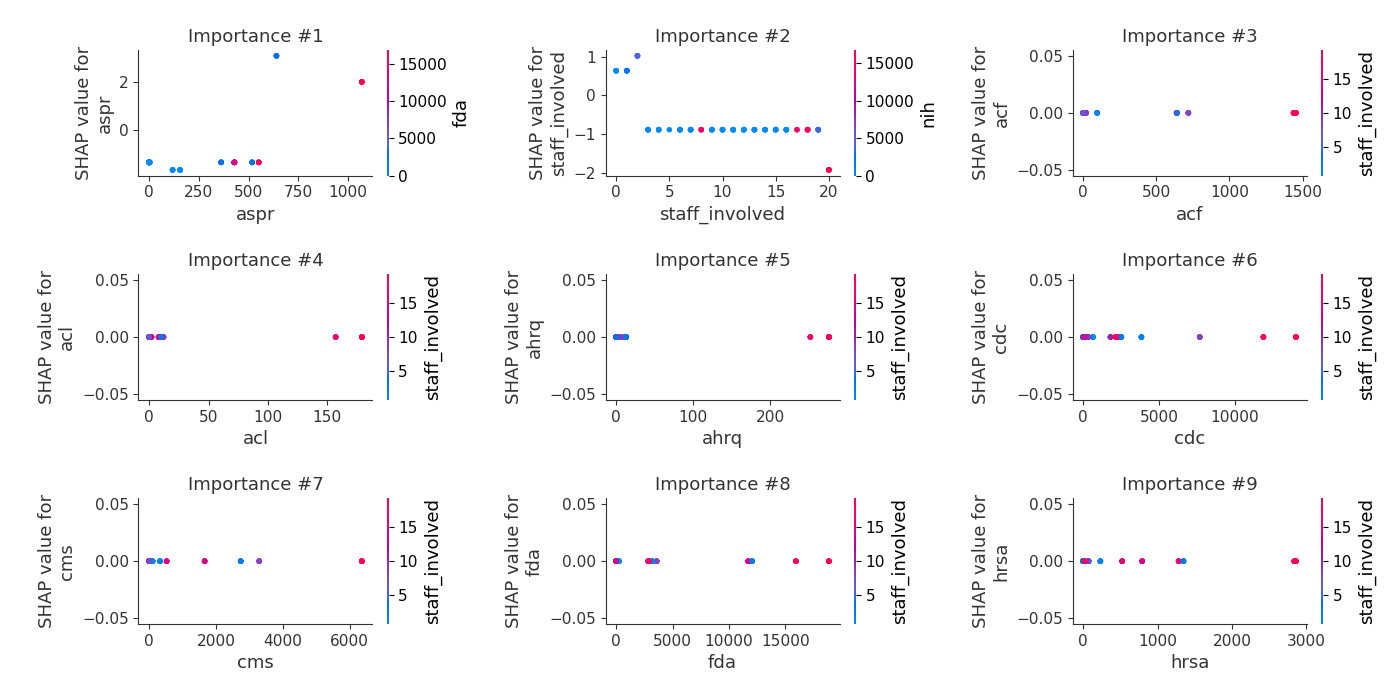 Importance #1
SHAP value for
aspr
2
0
0
250
500
750
1000
aspr
15000
10000
5000
0
fda
Importance #2
SHAP value for
staff_involved
1
0
−1
−2
0
5
10
15
20
staff_involved
15000
10000
5000
0
nih
Importance #3
SHAP value for
acf
0.05
0.00
−0.05
0
500
1000
1500
acf
15
10
5
staff_involved
Importance #4
SHAP value for
acl
0.05
0.00
−0.05
0
50
100
150
acl
15
10
5
staff_involved
Importance #5
SHAP value for
ahrq
0.05
0.00
−0.05
0
100
200
ahrq
15
10
5
staff_involved
Importance #6
SHAP value for
cdc
0.05
0.00
−0.05
0
5000
10000
cdc
15
10
5
staff_involved
Importance #7
SHAP value for
cms
0.05
0.00
−0.05
0
2000
4000
6000
cms
15
10
5
staff_involved
Importance #8
SHAP value for
fda
0.05
0.00
−0.05
0
5000
10000
15000
fda
15
10
5
staff_involved
Importance #9
SHAP value for
hrsa
0.05
0.00
−0.05
0
1000
2000
3000
hrsa
15
10
5
staff_involved